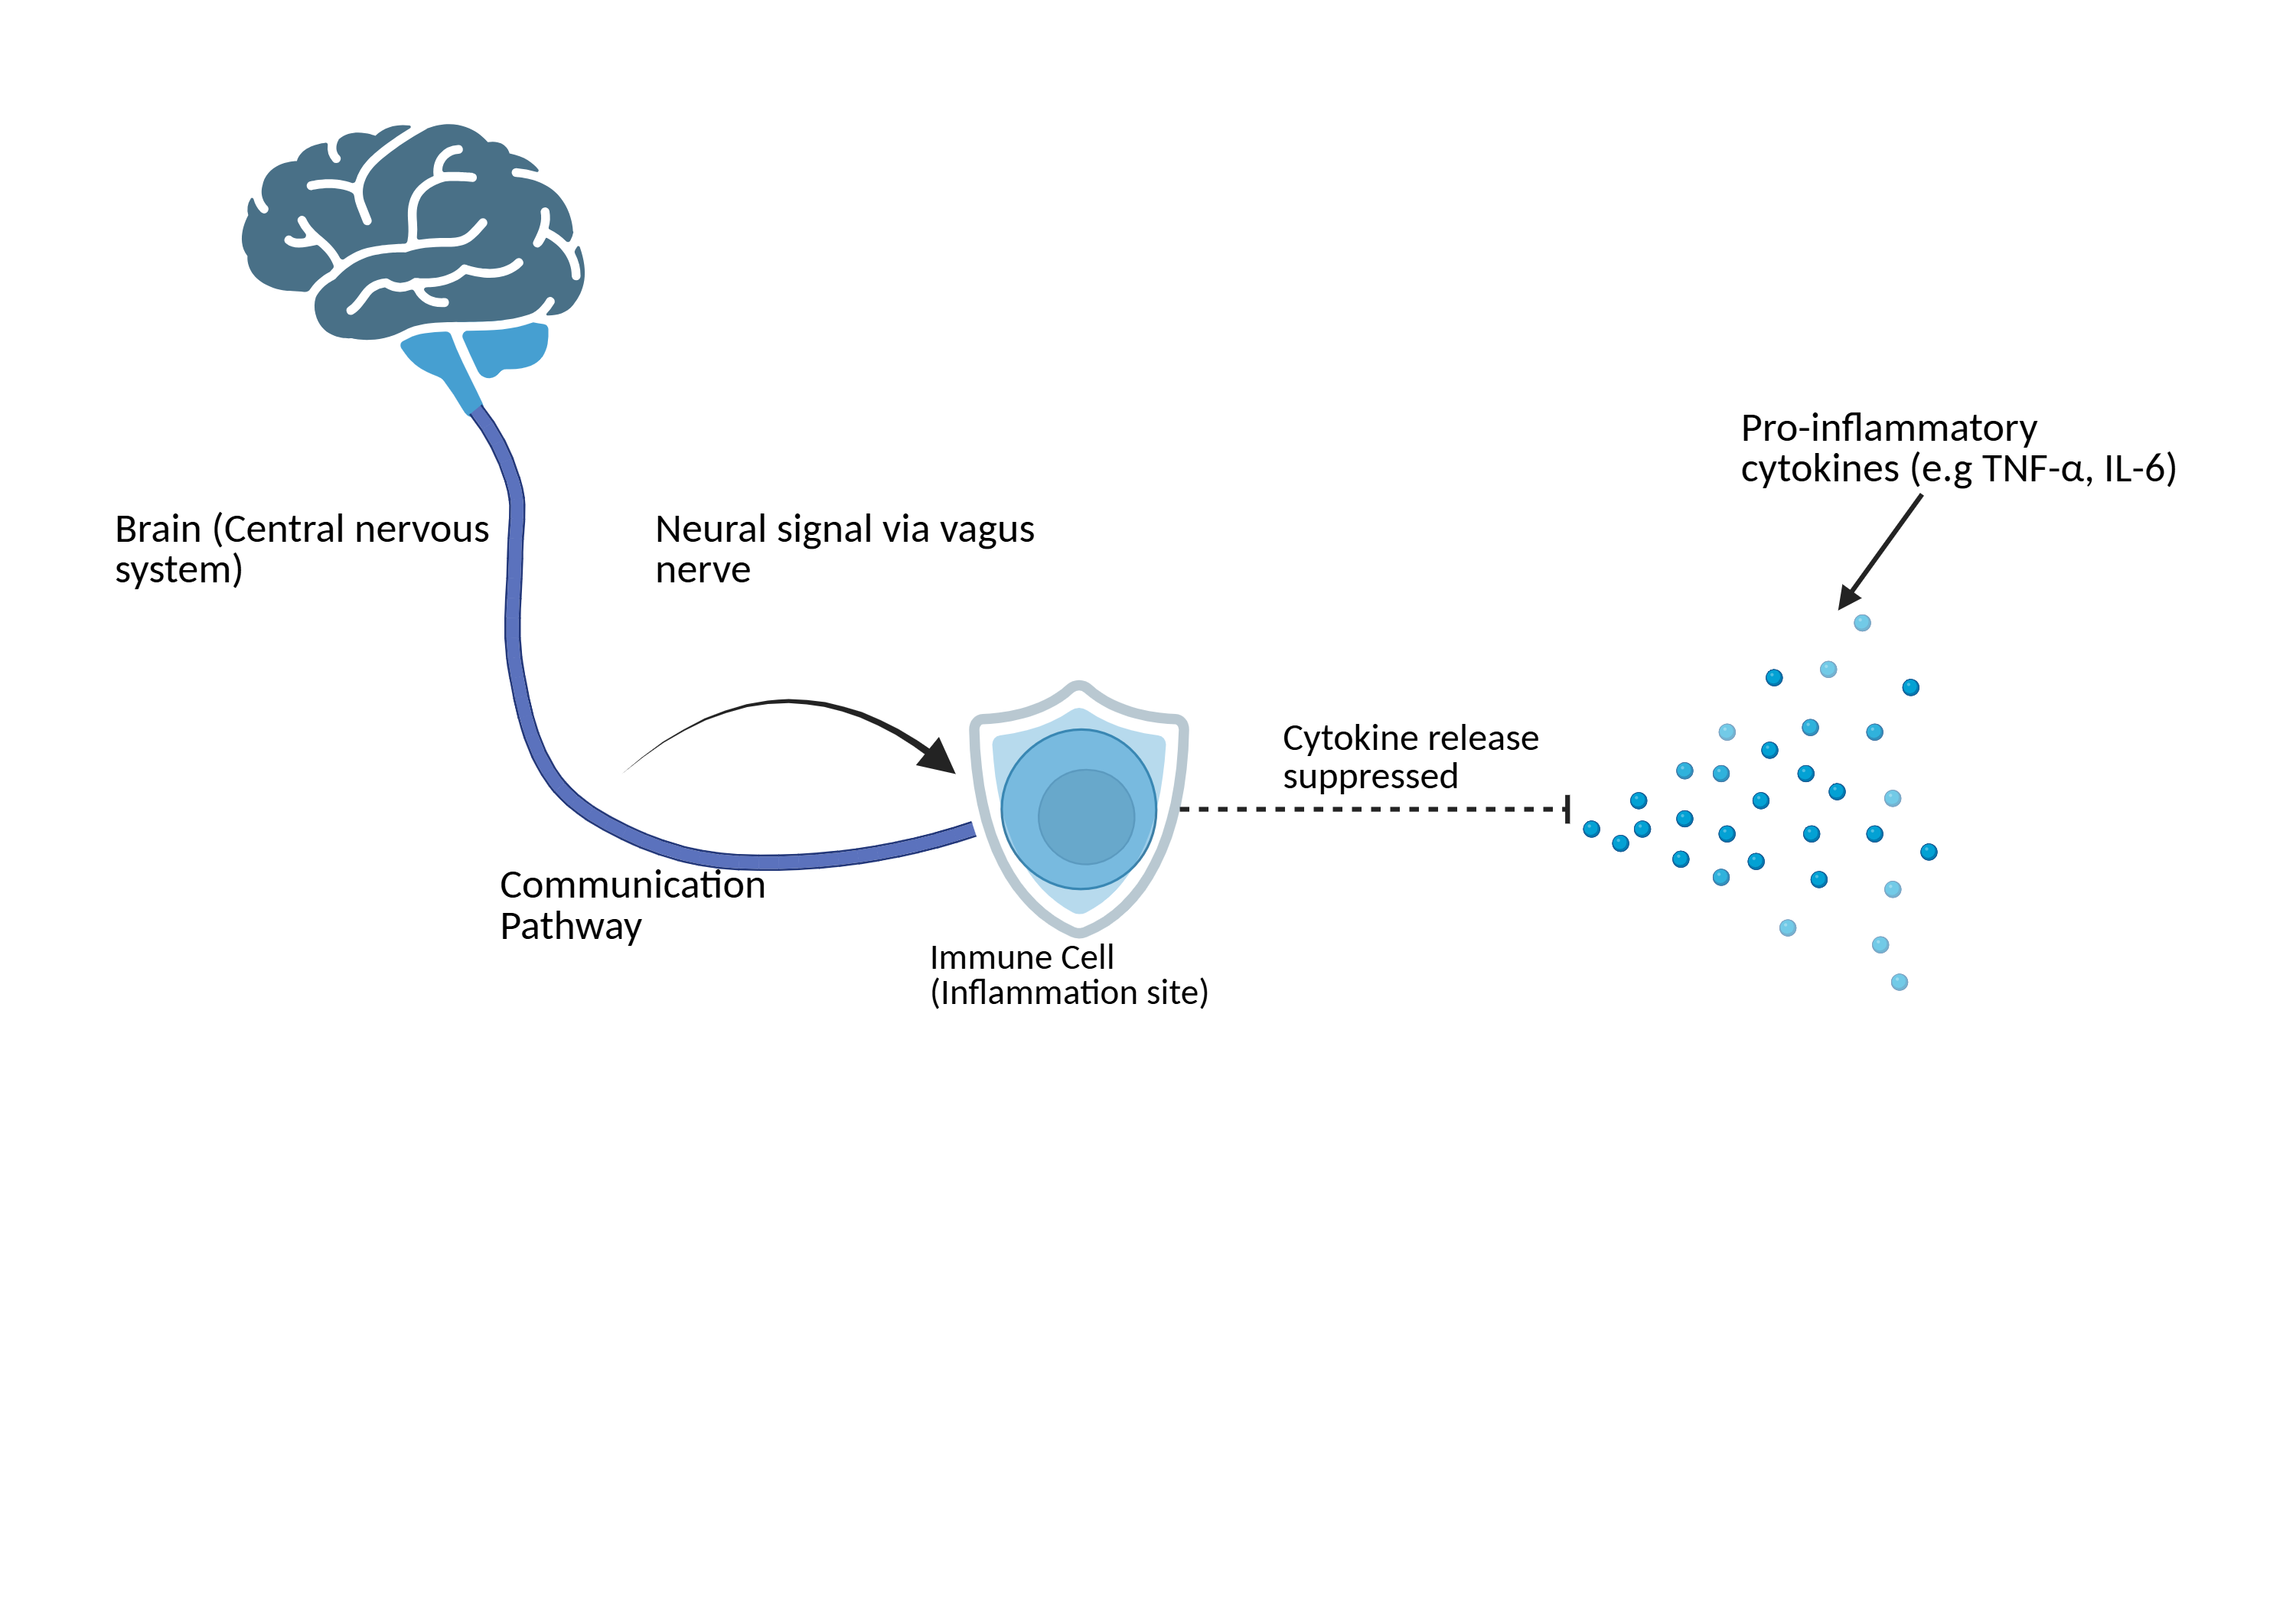 Pro-inflammatory
cytokines (e.g TNF-α, IL-6)
Brain (Central nervous
system)
Neural signal via vagus
nerve
Cytokine release
suppressed
Communication
Pathway
Immune Cell
(Inflammation site)